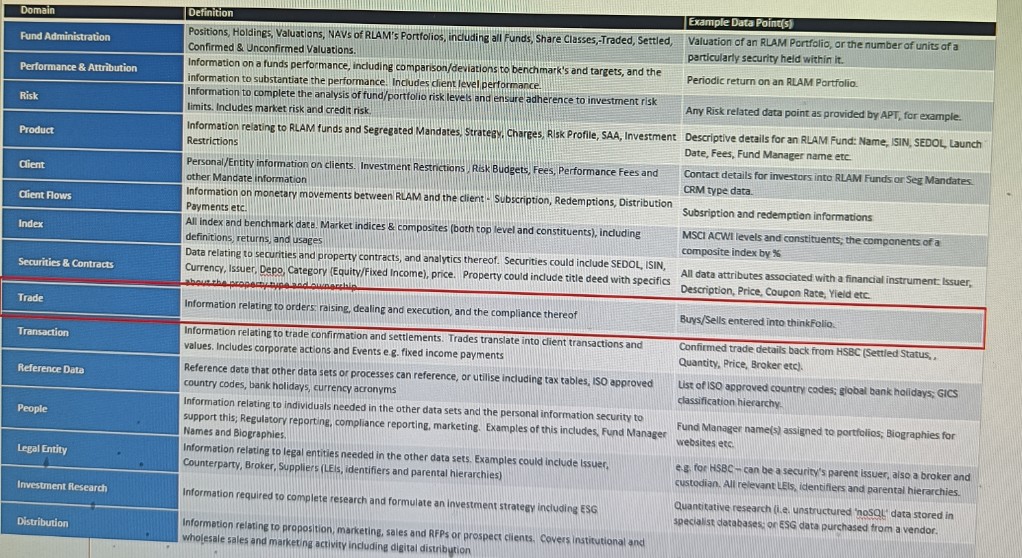 Domain Definition Example Data Point(s)
Fund Administration
Positions, Holdings, Valuations, NAVs of RLAM's Portfolios, including all Funds, Share Classes,-Traded, Settled,
Confirmed & Unconfirmed Valuations.
Valuation of an RLAM Portfolio, or the number of units of a
particularly security held within it.
Performance & Attribution
Information on a funds performance, including comparison/deviations to benchmark's and targets, and the
information to substantiate the performance. Includes client level performance.
Periodic return on an RLAM Portfolio.
Risk
Information to complete the analysis of fund/portfolio risk levels and ensure adherence to investment risk
limits. Includes market risk and credit risk.
Any Risk related data point as provided by APT, for example.
Product
Information relating to RLAM funds and Segregated Mandates, Strategy, Charges, Risk Profile, SAA, Investment
Restrictions
Descriptive details for an RLAM Fund: Name, ISIN, SEDOL, Launch
Date, Fees, Fund Manager name etc.
Client
Personal/Entity information on clients. Investment Restrictions, Risk Budgets, Fees, Performance Fees and
other Mandate information
Contact details for investors into RLAM Funds or Seg Mandates.
CRM type data.
Client Flows
Information on monetary movements between RLAM and the client - Subscription, Redemptions, Distribution
Payments etc.
Subsription and redemption informations
Index
All index and benchmark data. Market indices & composites (both top level and constituents), including
definitions, returns, and usages
MSCI ACWI levels and constituents; the components of a
composite index by %
Securities & Contracts
Data relating to securities and property contracts, and analytics thereof. Securities could include SEDOL, ISIN,
Currency, Issuer, Depo, Category (Equity/Fixed Income), price. Property could include title deed with specifics
about the property type and ownership
All data attributes associated with a financial instrument: Issuer,
Description, Price, Coupon Rate, Yield etc.
Trade
Information relating to orders: raising, dealing and execution, and the compliance thereof
Buys/Sells entered into thinkFolio.
Transaction
Information relating to trade confirmation and settlements. Trades translate into client transactions and
values. Includes corporate actions and Events e.g. fixed income payments
Confirmed trade details back from HSBC (Settled Status, ,
Quantity, Price, Broker etc).
Reference Data
Reference data that other data sets or processes can reference, or utilise including tax tables, ISO approved
country codes, bank holidays, currency acronyms
List of ISO approved country codes; global bank holidays; GICS
classification hierarchy.
People
Information relating to individuals needed in the other data sets and the personal information security to
support this; Regulatory reporting, compliance reporting, marketing. Examples of this includes, Fund Manager
Names and Biographies.
Fund Manager name(s) assigned to portfolios; Biographies for
websites etc.
Legal Entity
Information relating to legal entities needed in the other data sets. Examples could include Issuer,
Counterparty, Broker, Suppliers (LEIs, identifiers and parental hierarchies)
e.g. for HSBC – can be a security's parent issuer, also a broker and
custodian. All relevant LEIs, identifiers and parental hierarchies.
Investment Research
Information required to complete research and formulate an investment strategy including ESG
Quantitative research (i.e. unstructured 'noSQL' data stored in
specialist databases; or ESG data purchased from a vendor.
Distribution
Information relating to proposition, marketing, sales and RFPs or prospect clients. Covers institutional and
wholesale sales and marketing activity including digital distribution